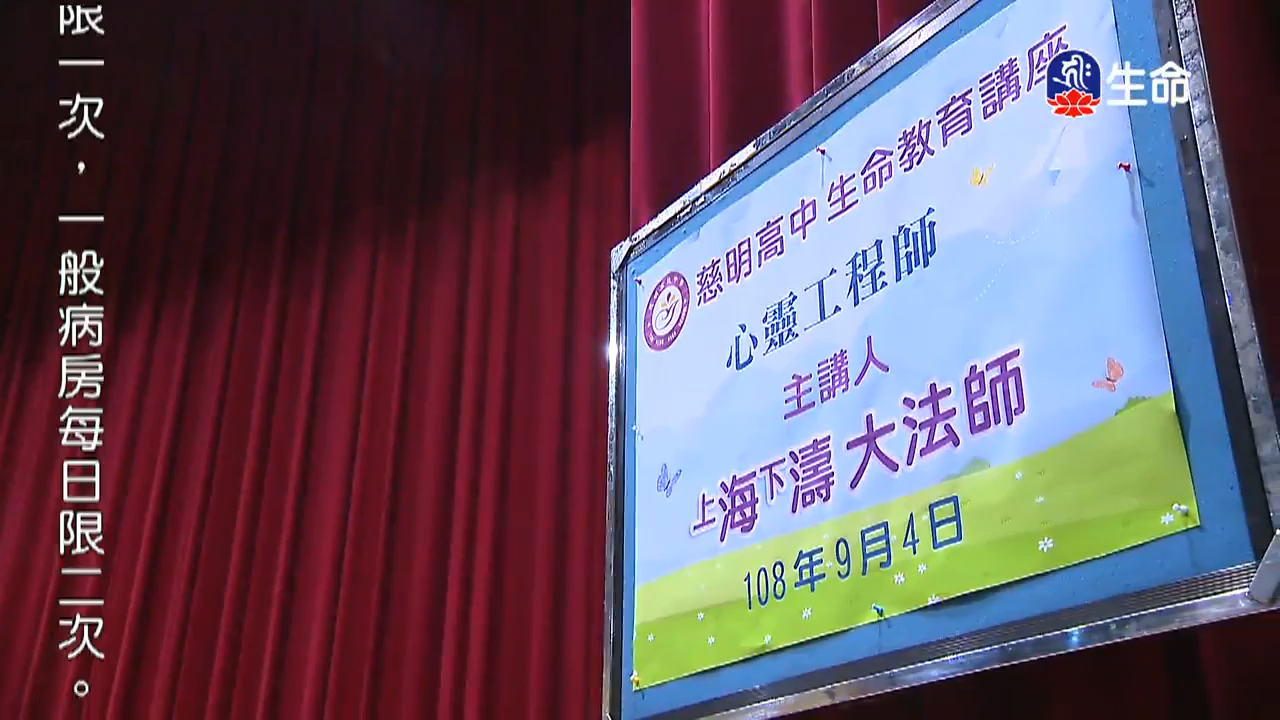 限一次，一般病房每日限二次。
生命
慈明高中生命教育講座
心靈工程師
主講人
上海下濤大法師
108年9月4日